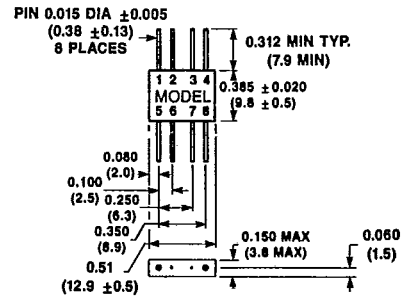 PIN 0.015 DIA ±0.005
(0.38 ±0.13)
8 PLACES
0.312 MIN TYP.
(7.9 MIN)
1 2 3 4
MODEL
5 6 7 8
0.385 ±0.020
(9.8 ±0.5)
0.080
(2.0)
0.100
(2.5)
0.250
(6.3)
0.350
(8.9)
0.51
(12.9 ±0.5)
0.150 MAX
(3.8 MAX)
0.060
(1.5)